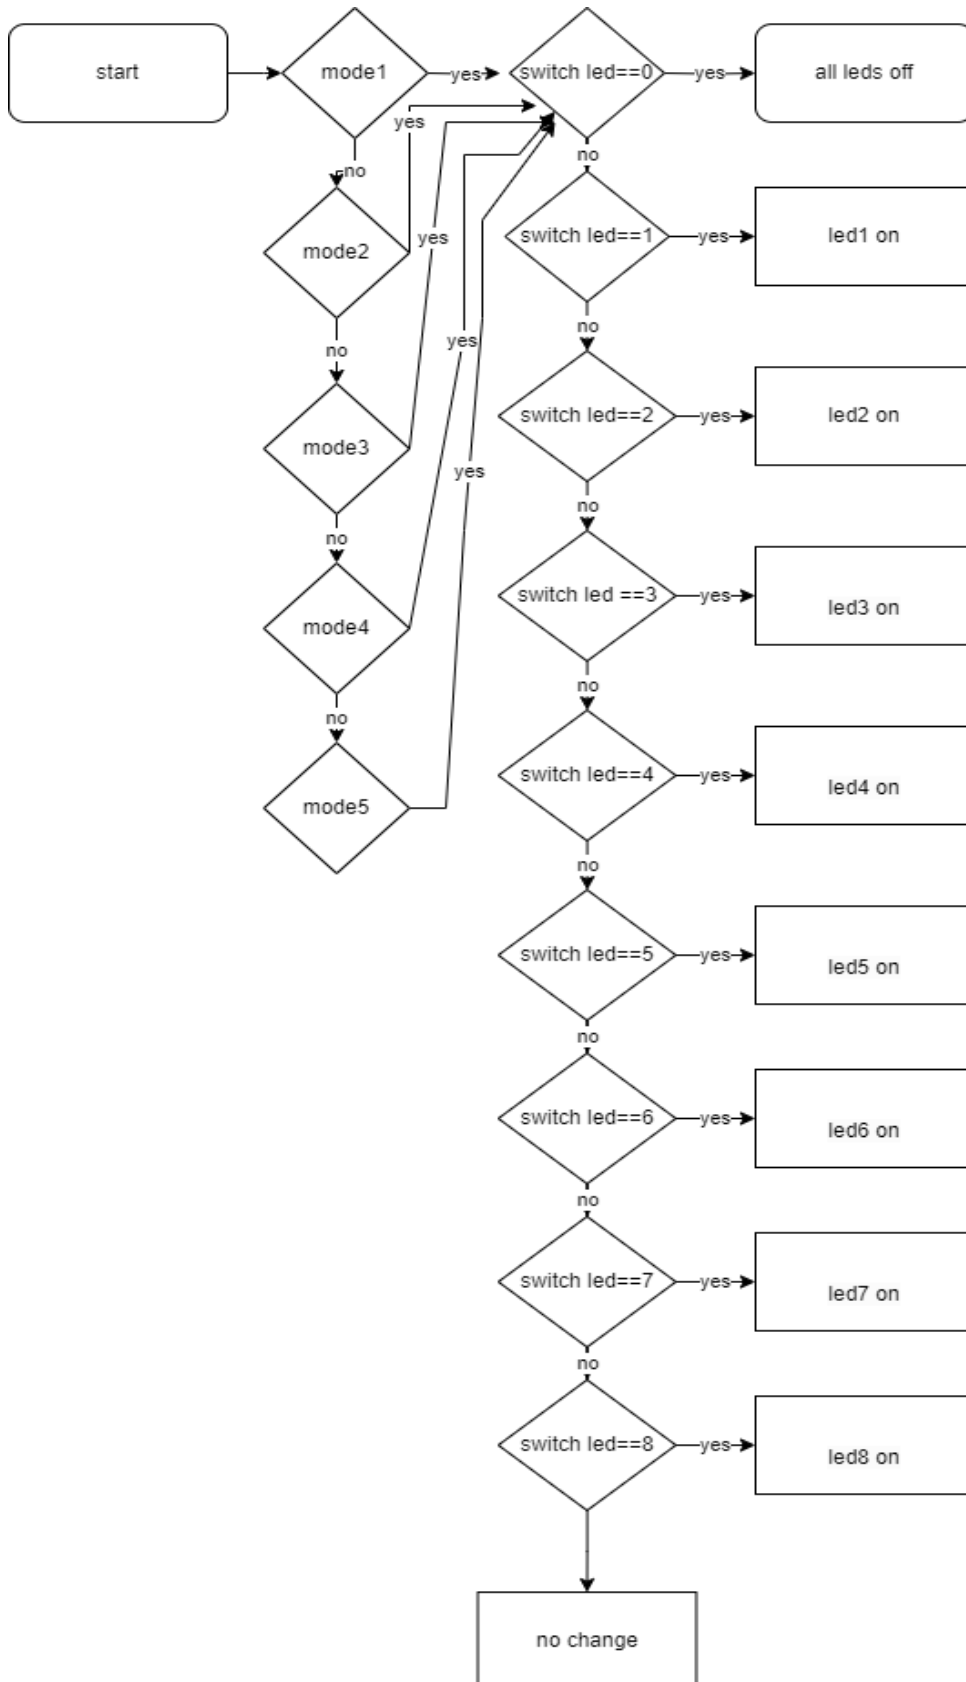 start
mode1
yes
switch led==0
yes
all leds off
no
yes
no
mode2
switch led==1
yes
led1 on
yes
no
no
yes
mode3
switch led==2
yes
led2 on
yes
no
no
mode4
switch led ==3
yes
led3 on
no
no
mode5
switch led==4
yes
led4 on
no
switch led==5
yes
led5 on
no
switch led==6
yes
led6 on
no
switch led==7
yes
led7 on
no
switch led==8
yes
led8 on
no change